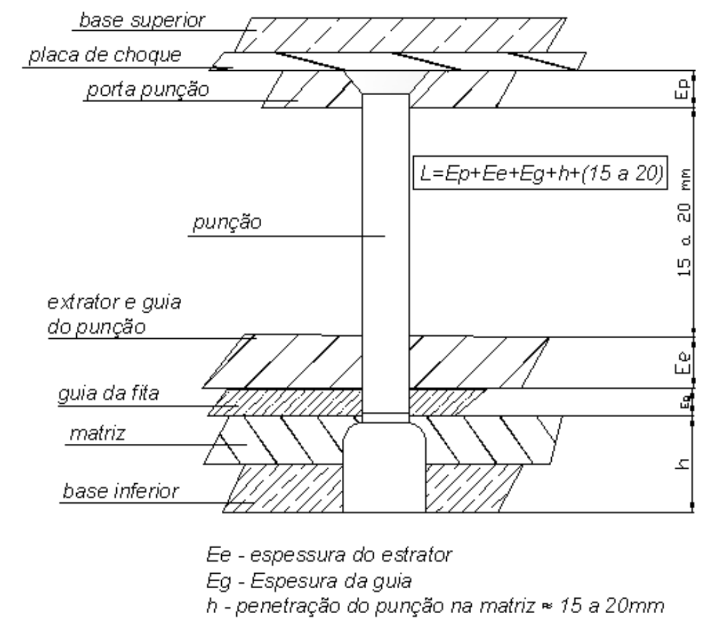 base superior
placa de choque
porta punção
Ep
L=Ep+Ee+Eg+h+(15 a 20)
15 a 20 mm
punção
extrator e guia
do punção
Ee
guia da fita
Eg
matriz
h
base inferior
Ee - espessura do estrator
Eg - Espesura da guia
h - penetração do punção na matriz ≈ 15 a 20mm